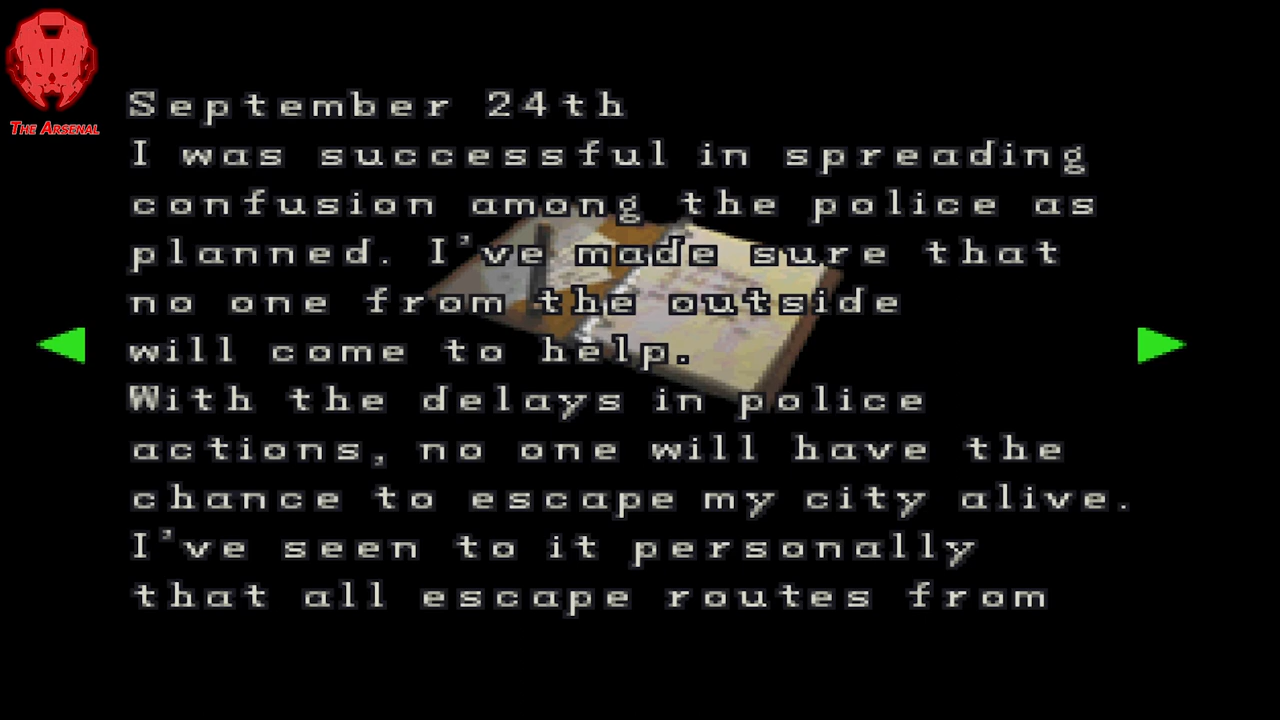 THE ARSENAL
September 24th
I was successful in spreading
confusion among the police as
planned. I've made sure that
no one from the outside
will come to help.
With the delays in police
actions, no one will have the
chance to escape my city alive.
I've seen to it personally
that all escape routes from